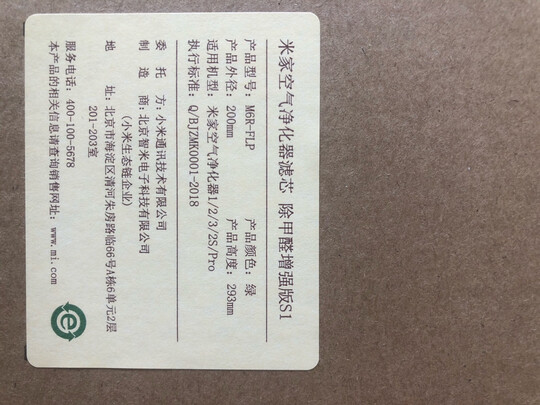 米家空气净化器滤芯 除甲醛增强版S1
产品型号: M6R-FLP 产品颜色: 绿
产品外径: 200mm 产品高度: 293mm
适用机型: 米家空气净化器1/2/3/2S/Pro
执行标准: Q/BJZMK0001-2018
委托方: 小米通讯技术有限公司
(小米生态链企业)
制造商: 北京智米电子科技有限公司
地址: 北京市海淀区清河朱房路临66号A栋6单元2层
201-203室
服务电话: 400-100-5678
本产品的相关信息请查询销售网址: www.mi.com
e